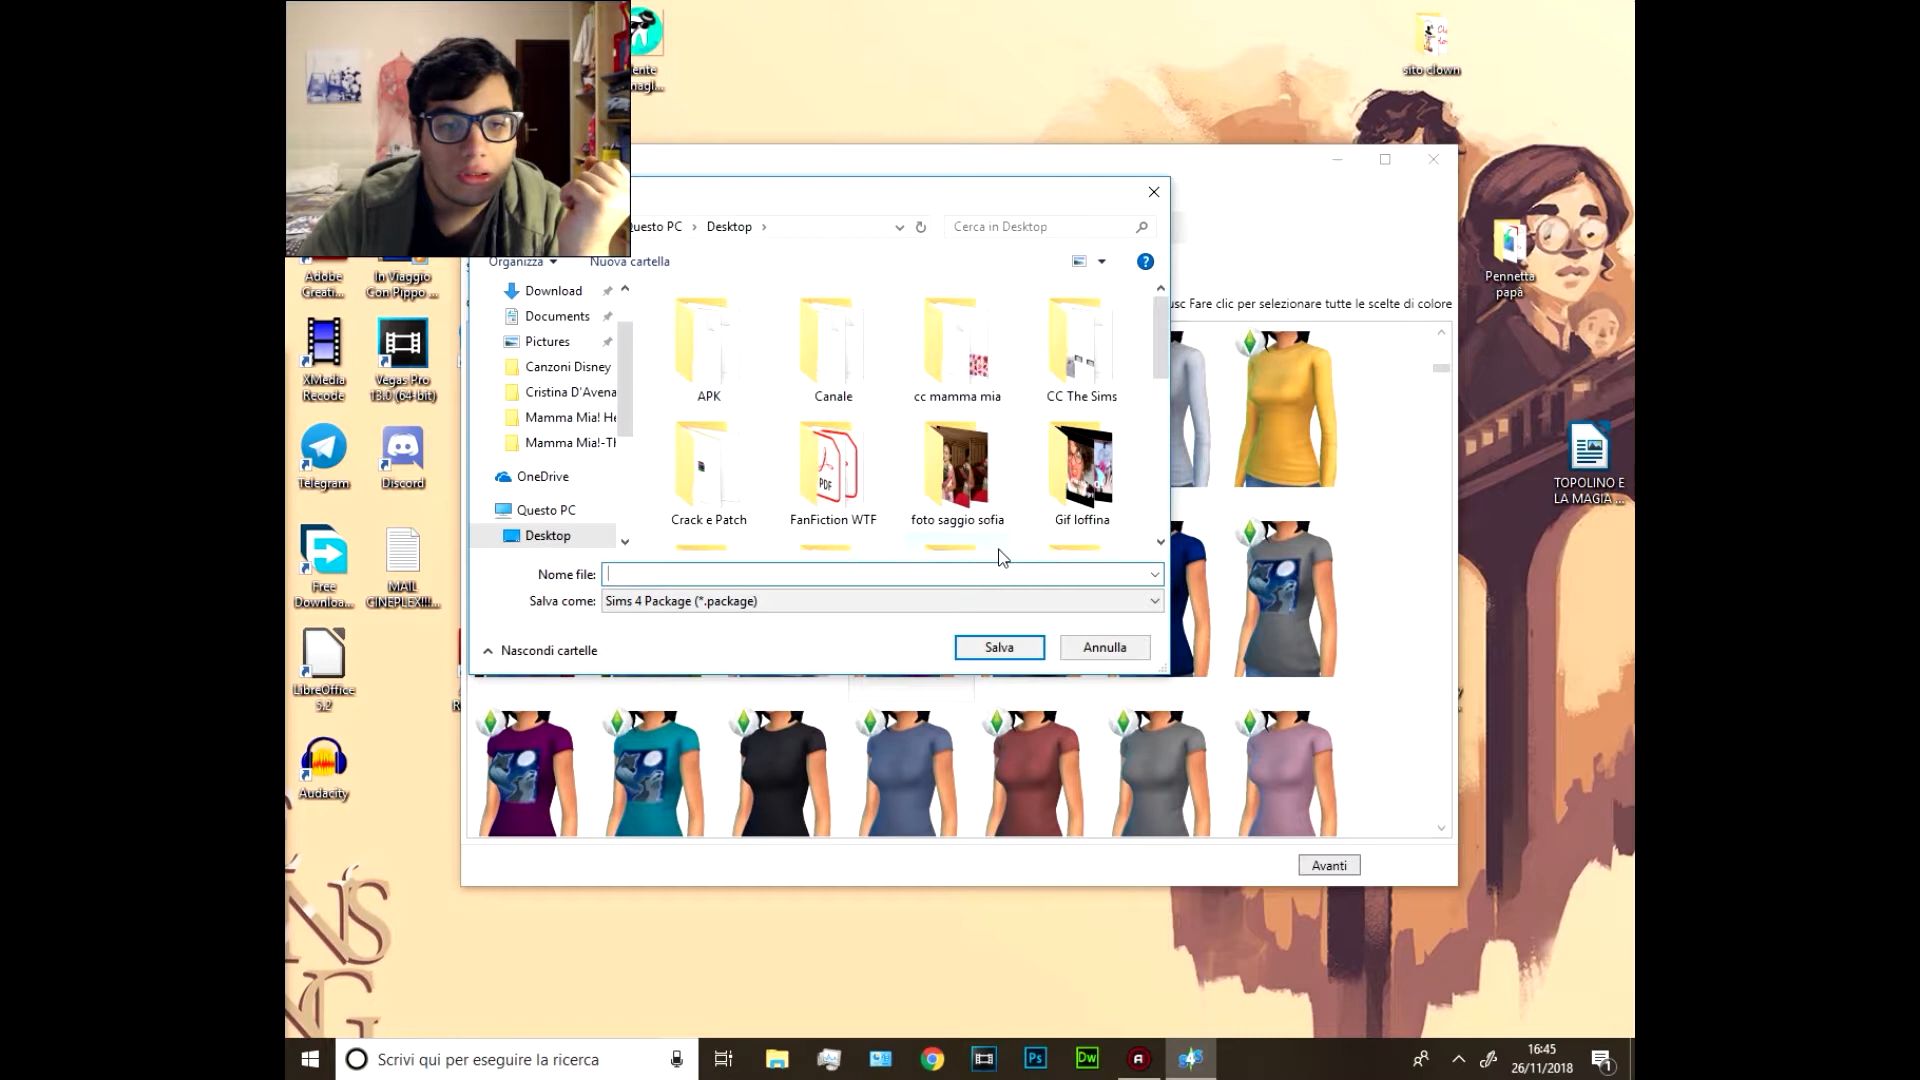 sito clown
Questo PC > Desktop >
Cerca in Desktop
Organizza
Nuova cartella
Download
Documents
Pictures
Canzoni Disney
Cristina D'Avena
Mamma Mia! He
Mamma Mia!-Th
OneDrive
Questo PC
Desktop
APK
Canale
cc mamma mia
CC The Sims
Crack e Patch
FanFiction WTF
foto saggio sofia
Gif loffina
PDF
Nome file:
Salva come:
Sims 4 Package (*.package)
Nascondi cartelle
Salva
Annulla
Fare clic per selezionare tutte le scelte di colore
Avanti
Adobe
Creati...
In Viaggio
Con Pippo ...
XMedia
Recode
Vegas Pro
13.0 (64-bit)
Telegram
Discord
Free
Downloa...
MAIL
CINEPLEX!!!...
LibreOffice
5.2
Audacity
Pennetta
papà
TOPOLINO E
LA MAGIA ...
Scrivi qui per eseguire la ricerca
Ps
Dw
16:45
26/11/2018
1